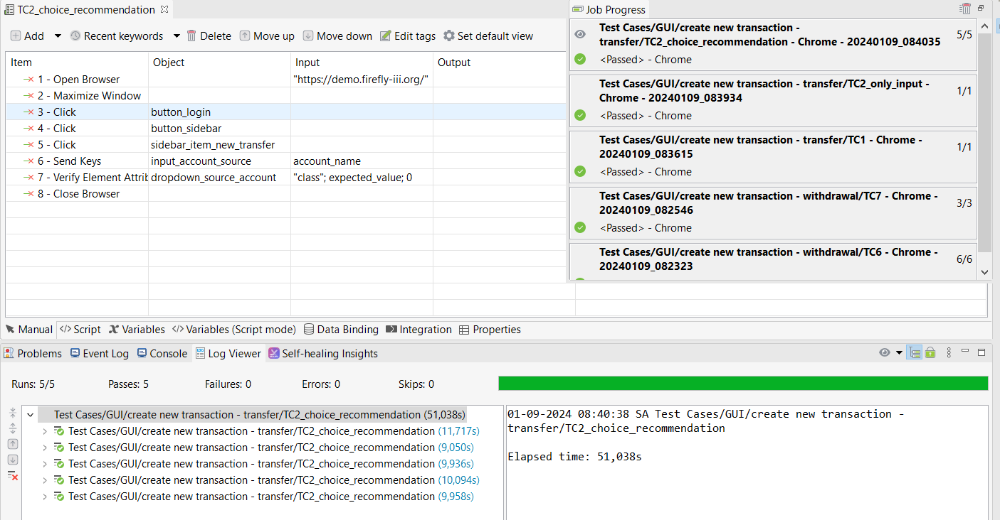 TC2_choice_recommendation
Add Recent keywords Delete Move up Move down Edit tags Set default view
Item Object Input Output
1 - Open Browser "https://demo.firefly-iii.org/"
2 - Maximize Window
3 - Click button_login
4 - Click button_sidebar
5 - Click sidebar_item_new_transfer
6 - Send Keys input_account_source account_name
7 - Verify Element Attrib dropdown_source_account "class"; expected_value; 0
8 - Close Browser
Job Progress
Test Cases/GUI/create new transaction -
transfer/TC2_choice_recommendation - Chrome - 20240109_084035 5/5
<Passed> - Chrome
Test Cases/GUI/create new transaction - transfer/TC2_only_input -
Chrome - 20240109_083934 1/1
<Passed> - Chrome
Test Cases/GUI/create new transaction - transfer/TC1 - Chrome -
20240109_083615 1/1
<Passed> - Chrome
Test Cases/GUI/create new transaction - withdrawal/TC7 - Chrome -
20240109_082546 3/3
<Passed> - Chrome
Test Cases/GUI/create new transaction - withdrawal/TC6 - Chrome -
20240109_082323 6/6
Manual Script Variables Variables (Script mode) Data Binding Integration Properties
Problems Event Log Console Log Viewer Self-healing Insights
Runs: 5/5 Passes: 5 Failures: 0 Errors: 0 Skips: 0
Test Cases/GUI/create new transaction - transfer/TC2_choice_recommendation (51,038s)
Test Cases/GUI/create new transaction - transfer/TC2_choice_recommendation (11,717s)
Test Cases/GUI/create new transaction - transfer/TC2_choice_recommendation (9,050s)
Test Cases/GUI/create new transaction - transfer/TC2_choice_recommendation (9,936s)
Test Cases/GUI/create new transaction - transfer/TC2_choice_recommendation (10,094s)
Test Cases/GUI/create new transaction - transfer/TC2_choice_recommendation (9,958s)
01-09-2024 08:40:38 SA Test Cases/GUI/create new transaction -
transfer/TC2_choice_recommendation
Elapsed time: 51,038s